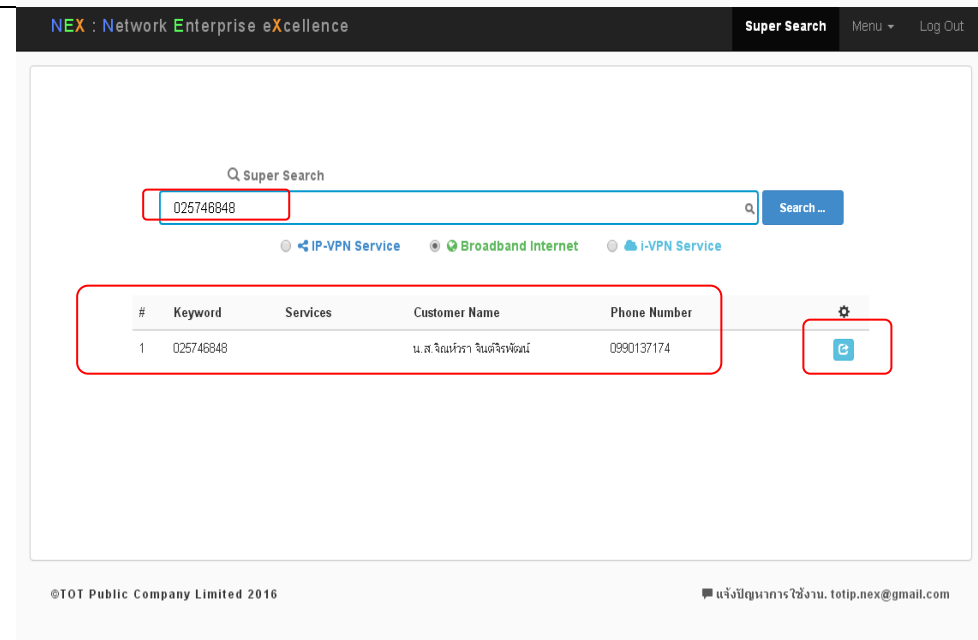 NEX : Network Enterprise eXcellence Super Search Menu Log Out
Super Search
025746848 Search ...
IP-VPN Service Broadband Internet i-VPN Service
# Keyword Services Customer Name Phone Number
1 025746848 น.ส.จิณห์วรา จินต์จิรพัฒน์ 0990137174
©TOT Public Company Limited 2016 แจ้งปัญหาการใช้งาน. totip.nex@gmail.com